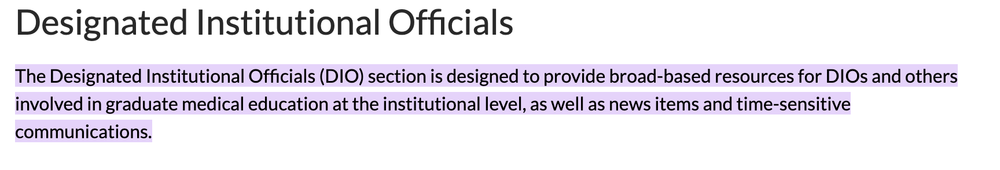 Designated Institutional Officials
The Designated Institutional Officials (DIO) section is designed to provide broad-based resources for DIOs and others
involved in graduate medical education at the institutional level, as well as news items and time-sensitive
communications.